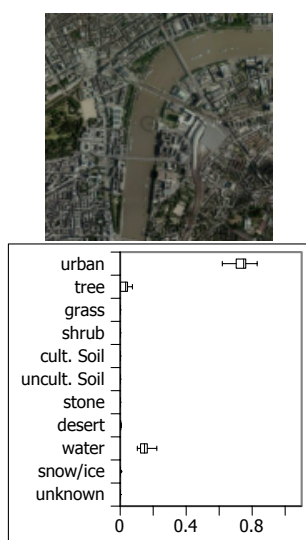 urban
tree
grass
shrub
cult. Soil
uncult. Soil
stone
desert
water
snow/ice
unknown
0 0.4 0.8